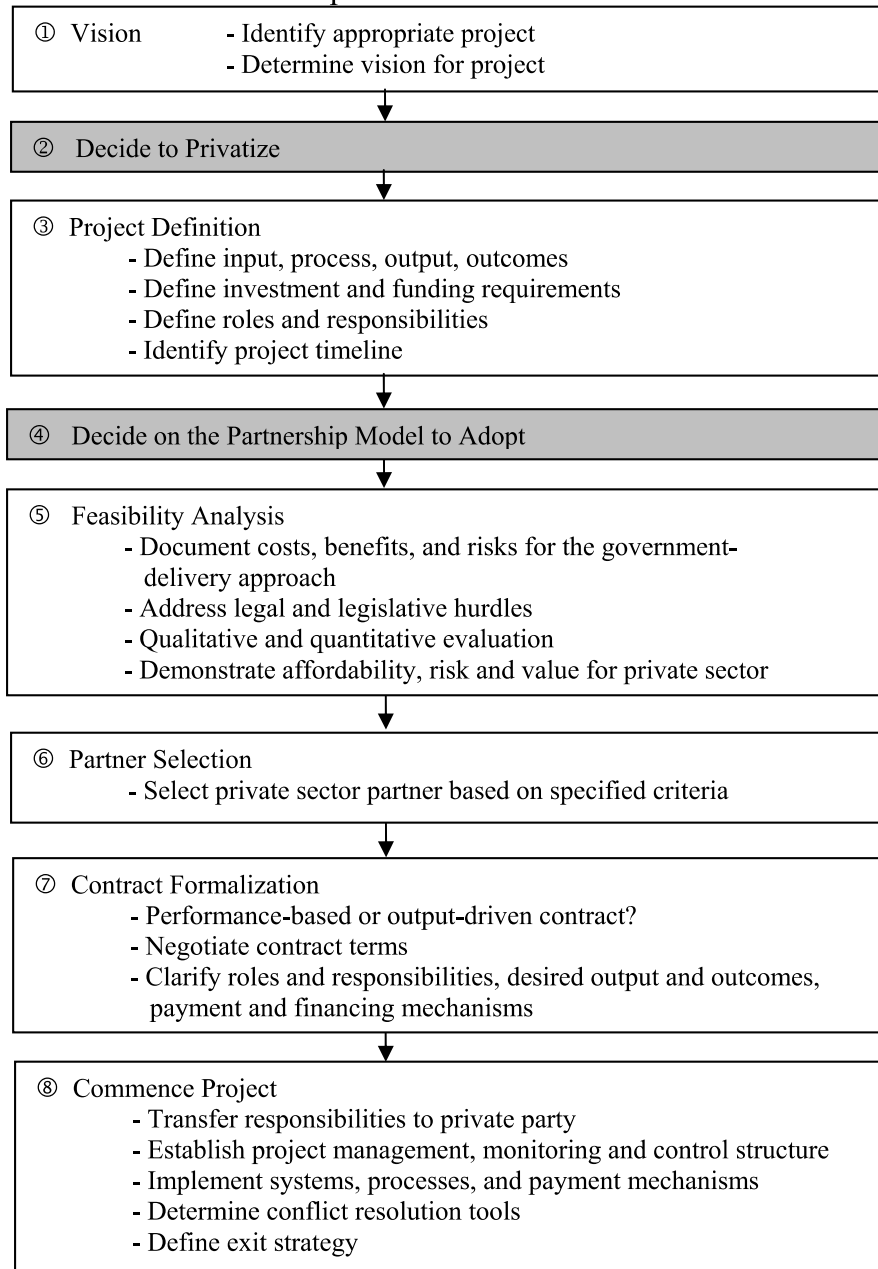 ① Vision - Identify appropriate project
- Determine vision for project
② Decide to Privatize
③ Project Definition
- Define input, process, output, outcomes
- Define investment and funding requirements
- Define roles and responsibilities
- Identify project timeline
④ Decide on the Partnership Model to Adopt
⑤ Feasibility Analysis
- Document costs, benefits, and risks for the government-
delivery approach
- Address legal and legislative hurdles
- Qualitative and quantitative evaluation
- Demonstrate affordability, risk and value for private sector
⑥ Partner Selection
- Select private sector partner based on specified criteria
⑦ Contract Formalization
- Performance-based or output-driven contract?
- Negotiate contract terms
- Clarify roles and responsibilities, desired output and outcomes,
payment and financing mechanisms
⑧ Commence Project
- Transfer responsibilities to private party
- Establish project management, monitoring and control structure
- Implement systems, processes, and payment mechanisms
- Determine conflict resolution tools
- Define exit strategy